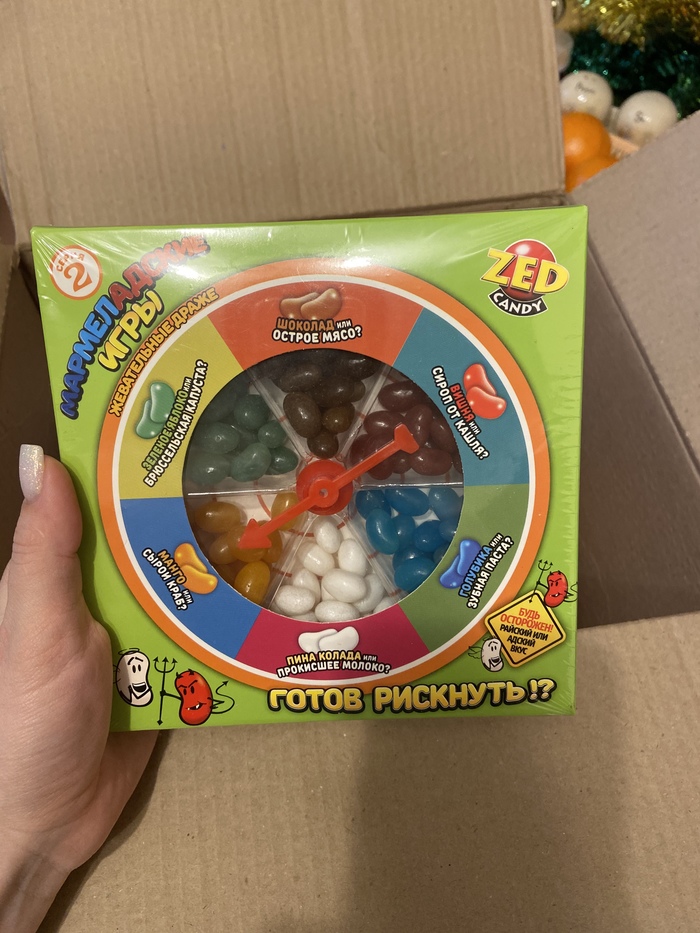 СЕРИЯ
2
МАРМЕЛАДСКИЕ
ИГРЫ
ЖЕВАТЕЛЬНЫЕ ДРАЖЕ
ZED
CANDY
ШОКОЛАД ИЛИ
ОСТРОЕ МЯСО?
ВИШНЯ ИЛИ
СИРОП ОТ КАШЛЯ?
ЗЕЛЕНОЕ ЯБЛОКО ИЛИ
БРЮССЕЛЬСКАЯ КАПУСТА?
МАНГО ИЛИ
СЫРОЙ КРАБ?
ГОЛУБИКА ИЛИ
ЗУБНАЯ ПАСТА?
ПИНА КОЛАДА ИЛИ
ПРОКИСШЕЕ МОЛОКО?
БУДЬ
ОСТОРОЖЕН!
РАЙСКИЙ ИЛИ
АДСКИЙ
ВКУС
ГОТОВ РИСКНУТЬ!?